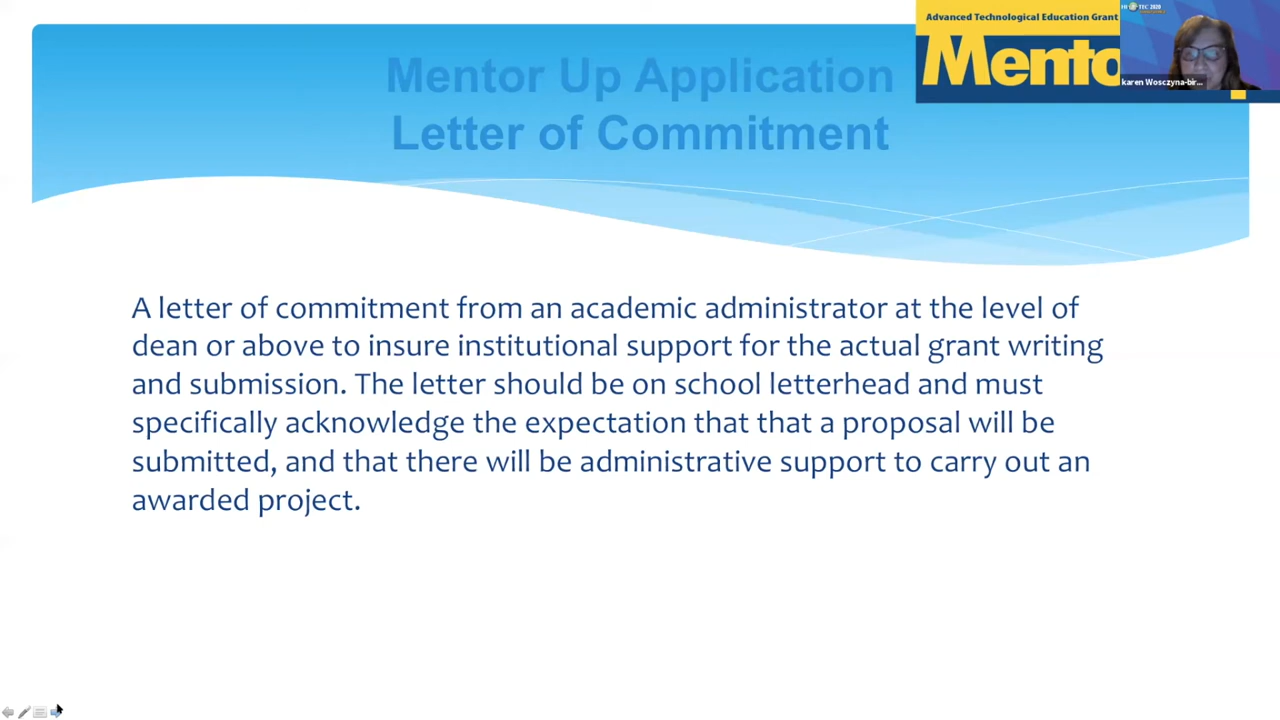 Mentor Up Application
Letter of Commitment
Advanced Technological Education Grant
HI TEC 2020
karen Wosczyna-bir...
A letter of commitment from an academic administrator at the level of
dean or above to insure institutional support for the actual grant writing
and submission. The letter should be on school letterhead and must
specifically acknowledge the expectation that that a proposal will be
submitted, and that there will be administrative support to carry out an
awarded project.